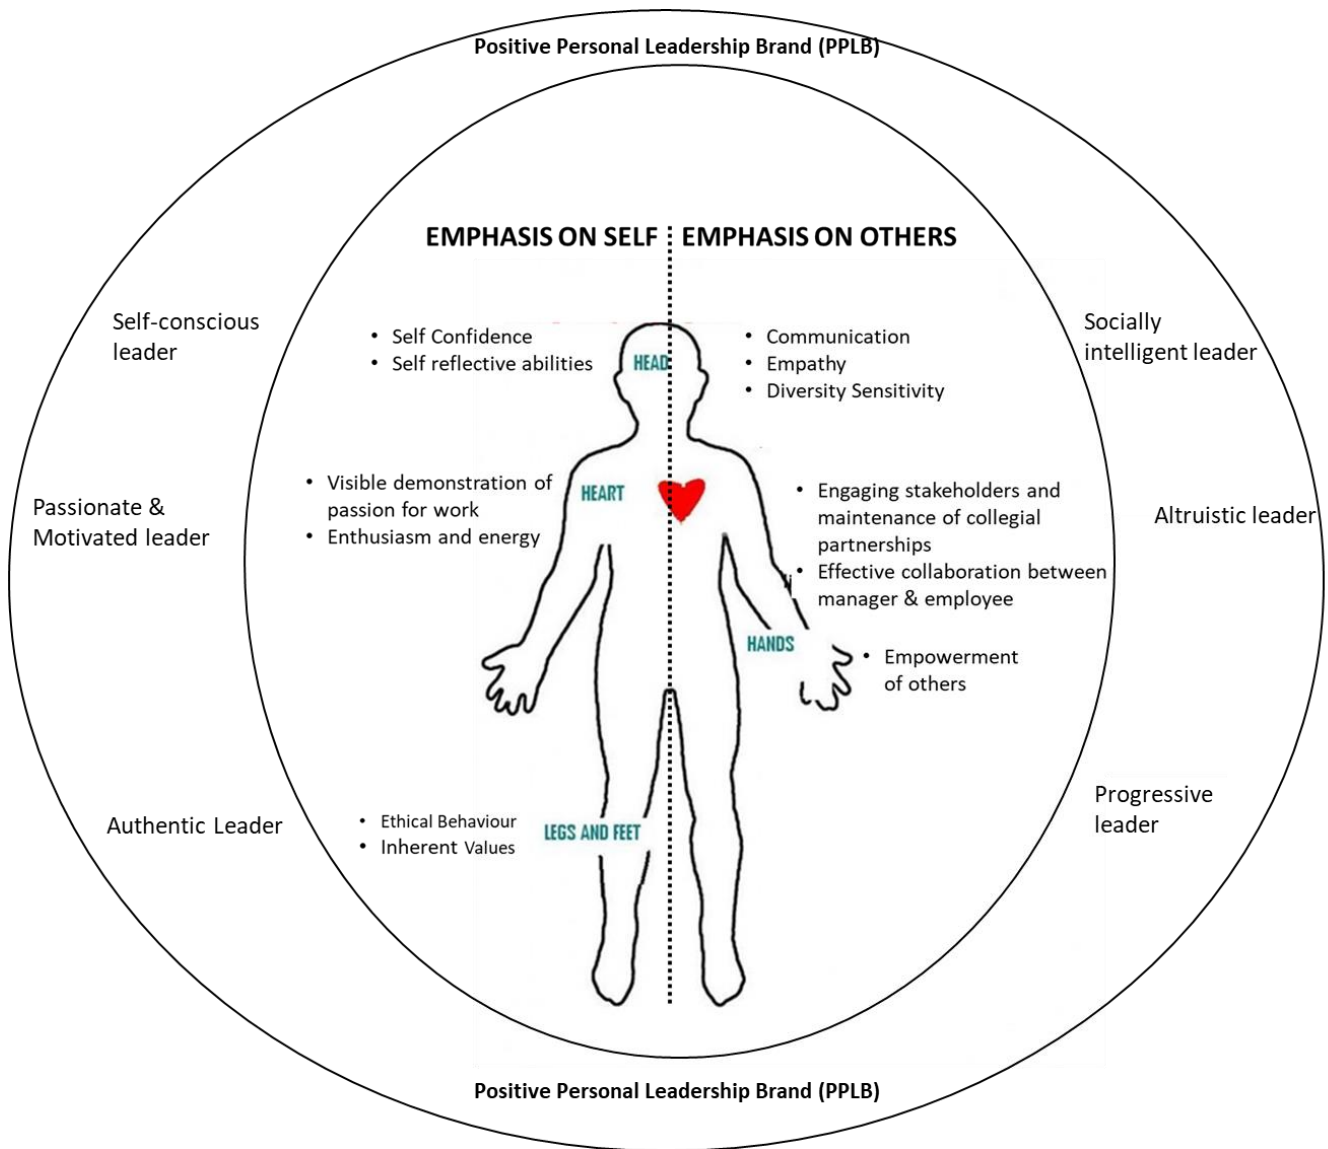 Positive Personal Leadership Brand (PPLB)
EMPHASIS ON SELF
EMPHASIS ON OTHERS
Self-conscious
leader
• Self Confidence
• Self reflective abilities
HEAD
• Communication
• Empathy
• Diversity Sensitivity
Socially
intelligent leader
Passionate &
Motivated leader
• Visible demonstration of
passion for work
• Enthusiasm and energy
HEART
• Engaging stakeholders and
maintenance of collegial
partnerships
• Effective collaboration between
manager & employee
Altruistic leader
HANDS
• Empowerment
of others
Authentic Leader
• Ethical Behaviour
• Inherent Values
LEGS AND FEET
Progressive
leader
Positive Personal Leadership Brand (PPLB)